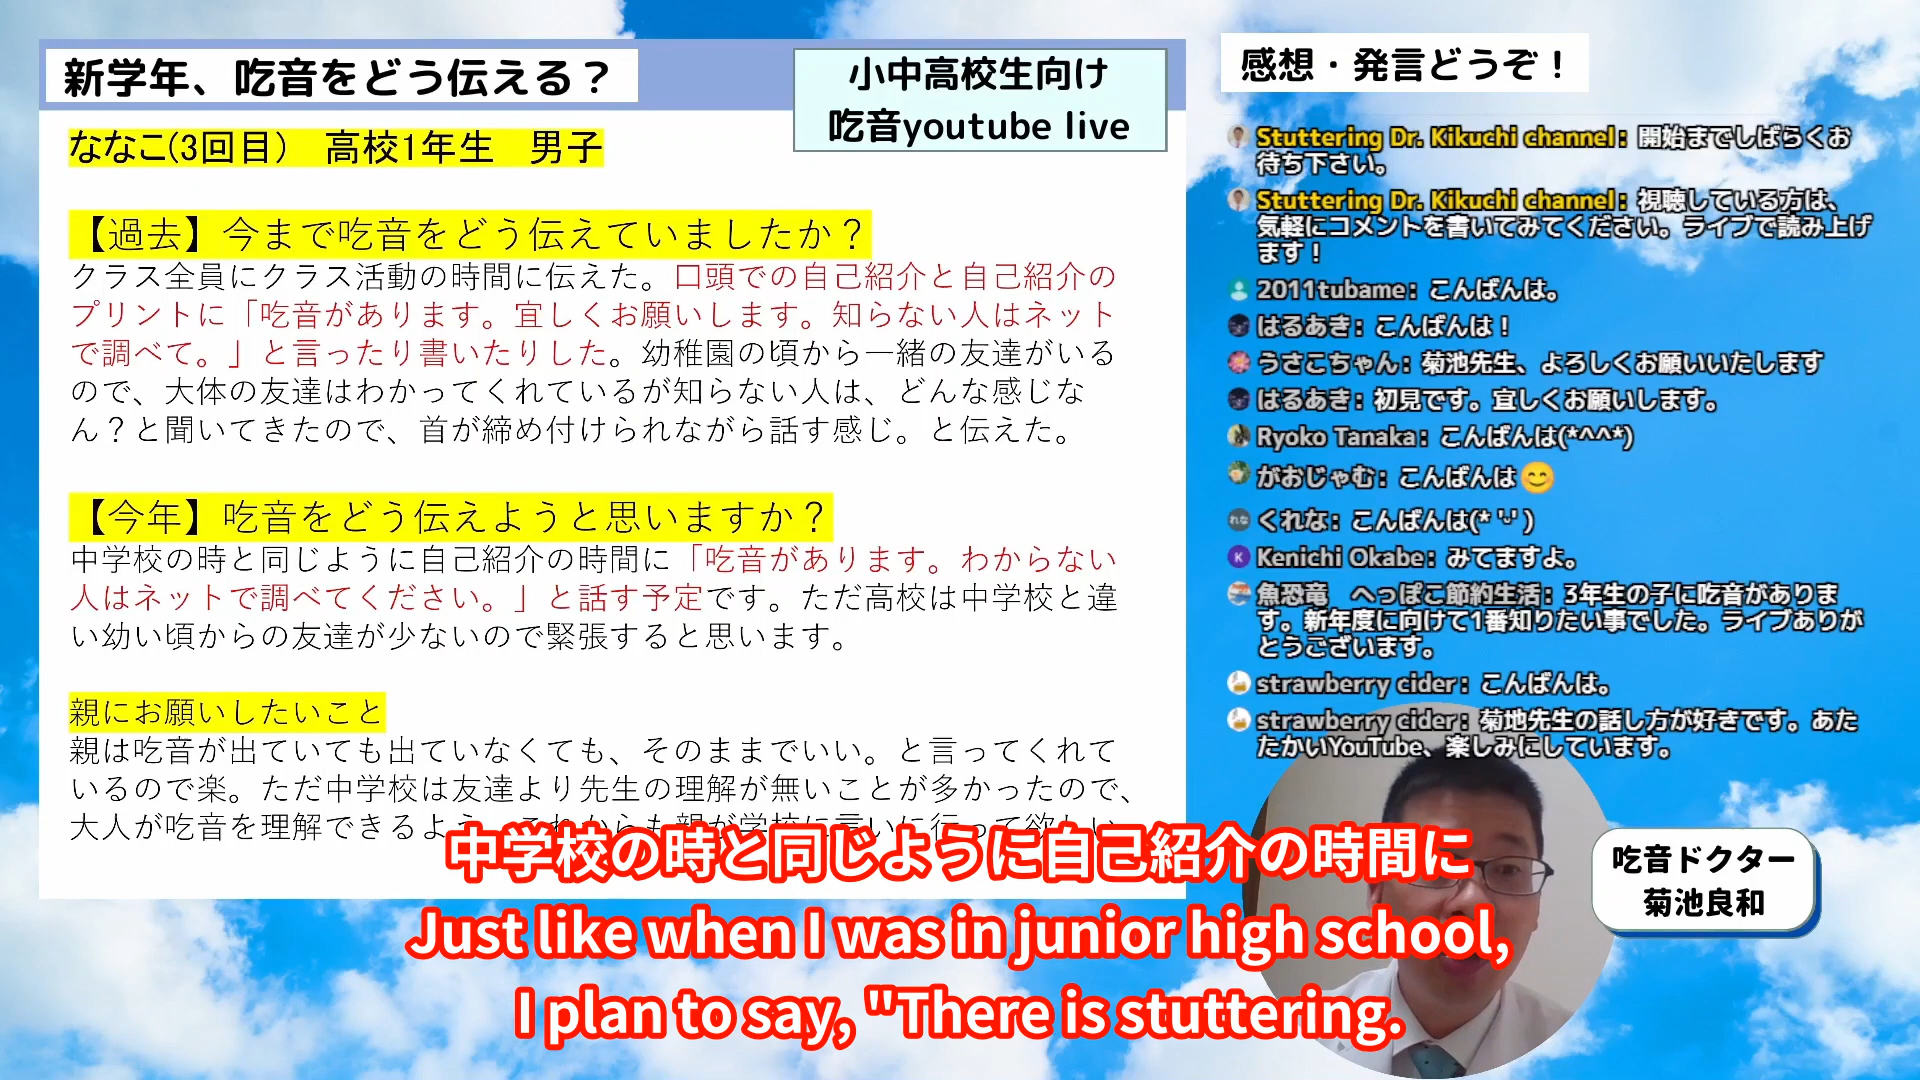 新学年、吃音をどう伝える？
小中高校生向け
吃音youtube live
ななこ(3回目)　高校1年生　男子
【過去】今まで吃音をどう伝えていましたか？
クラス全員にクラス活動の時間に伝えた。口頭での自己紹介と自己紹介の
プリントに「吃音があります。宜しくお願いします。知らない人はネット
で調べて。」と言ったり書いたりした。幼稚園の頃から一緒の友達がいる
ので、大体の友達はわかってくれているが知らない人は、どんな感じな
ん？と聞いてきたので、首が締め付けられながら話す感じ。と伝えた。
【今年】吃音をどう伝えようと思いますか？
中学校の時と同じように自己紹介の時間に「吃音があります。わからない
人はネットで調べてください。」と話す予定です。ただ高校は中学校と違
い幼い頃からの友達が少ないので緊張すると思います。
親にお願いしたいこと
親は吃音が出ていても出ていなくても、そのままでいい。と言ってくれて
いるので楽。ただ中学校は友達より先生の理解が無いことが多かったので、
大人が吃音を理解できるよう、これからも親が学校に言いに行って欲しい
感想・発言どうぞ！
Stuttering Dr. Kikuchi channel: 開始までしばらくお
待ち下さい。
Stuttering Dr. Kikuchi channel: 視聴している方は、
気軽にコメントを書いてみてください。ライブで読み上げ
ます！
2011tubame: こんばんは。
はるあき: こんばんは！
うさこちゃん: 菊池先生、よろしくお願いいたします
はるあき: 初見です。宜しくお願いします。
Ryoko Tanaka: こんばんは(*^^*)
がおじゃむ: こんばんは😊
れな くれな: こんばんは(* ᵕᵕ )
K Kenichi Okabe: みてますよ。
魚恐竜　へっぽこ節約生活: 3年生の子に吃音がありま
す。新年度に向けて1番知りたい事でした。ライブありが
とうございます。
strawberry cider: こんばんは。
strawberry cider: 菊地先生の話し方が好きです。あた
たかいYouTube、楽しみにしています。
吃音ドクター
菊池良和
中学校の時と同じように自己紹介の時間に
Just like when I was in junior high school,
I plan to say, "There is stuttering.